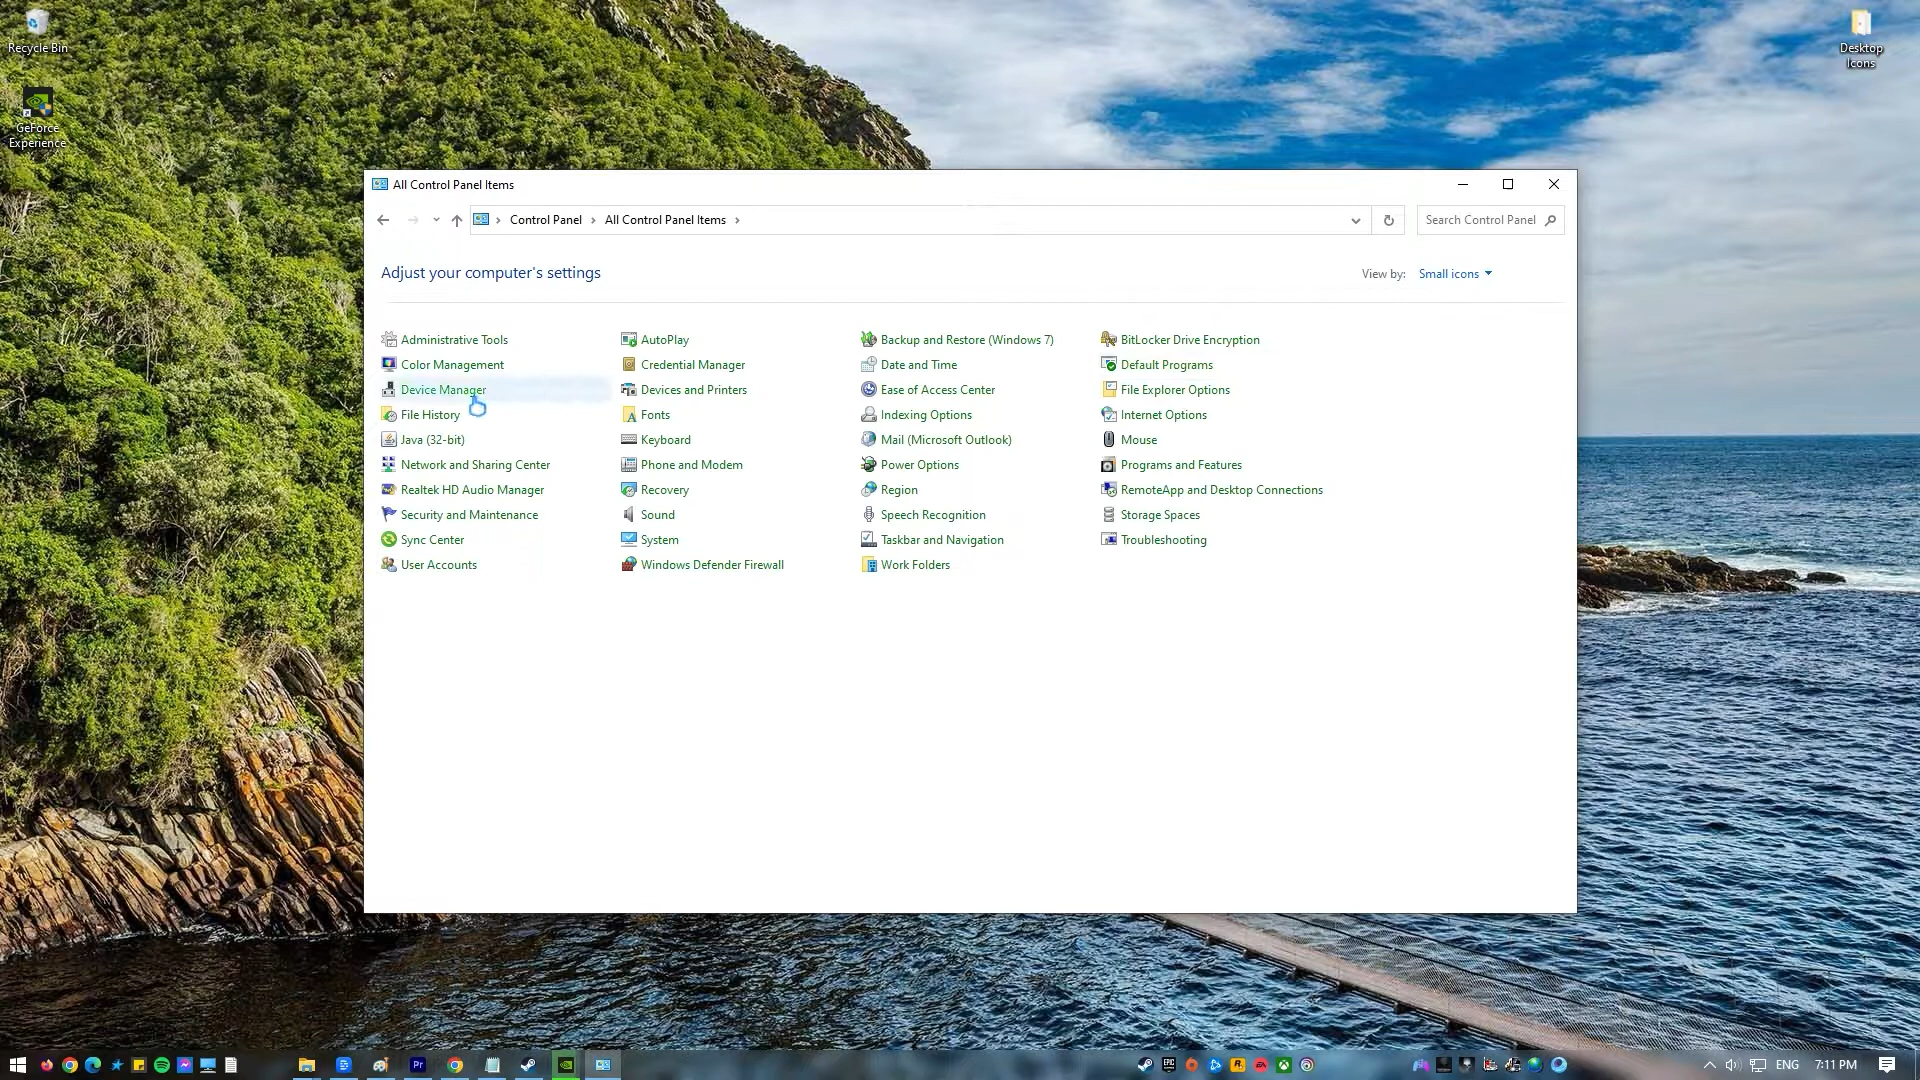 Recycle Bin
GeForce
Experience
Desktop
Icons
All Control Panel Items
Control Panel
All Control Panel Items
Search Control Panel
Adjust your computer's settings
View by: Small icons
Administrative Tools
AutoPlay
Backup and Restore (Windows 7)
BitLocker Drive Encryption
Color Management
Credential Manager
Date and Time
Default Programs
Device Manager
Devices and Printers
Ease of Access Center
File Explorer Options
File History
Fonts
Indexing Options
Internet Options
Java (32-bit)
Keyboard
Mail (Microsoft Outlook)
Mouse
Network and Sharing Center
Phone and Modem
Power Options
Programs and Features
Realtek HD Audio Manager
Recovery
Region
RemoteApp and Desktop Connections
Security and Maintenance
Sound
Speech Recognition
Storage Spaces
Sync Center
System
Taskbar and Navigation
Troubleshooting
User Accounts
Windows Defender Firewall
Work Folders
Pr
EPIC
R
EA
ENG
7:11 PM